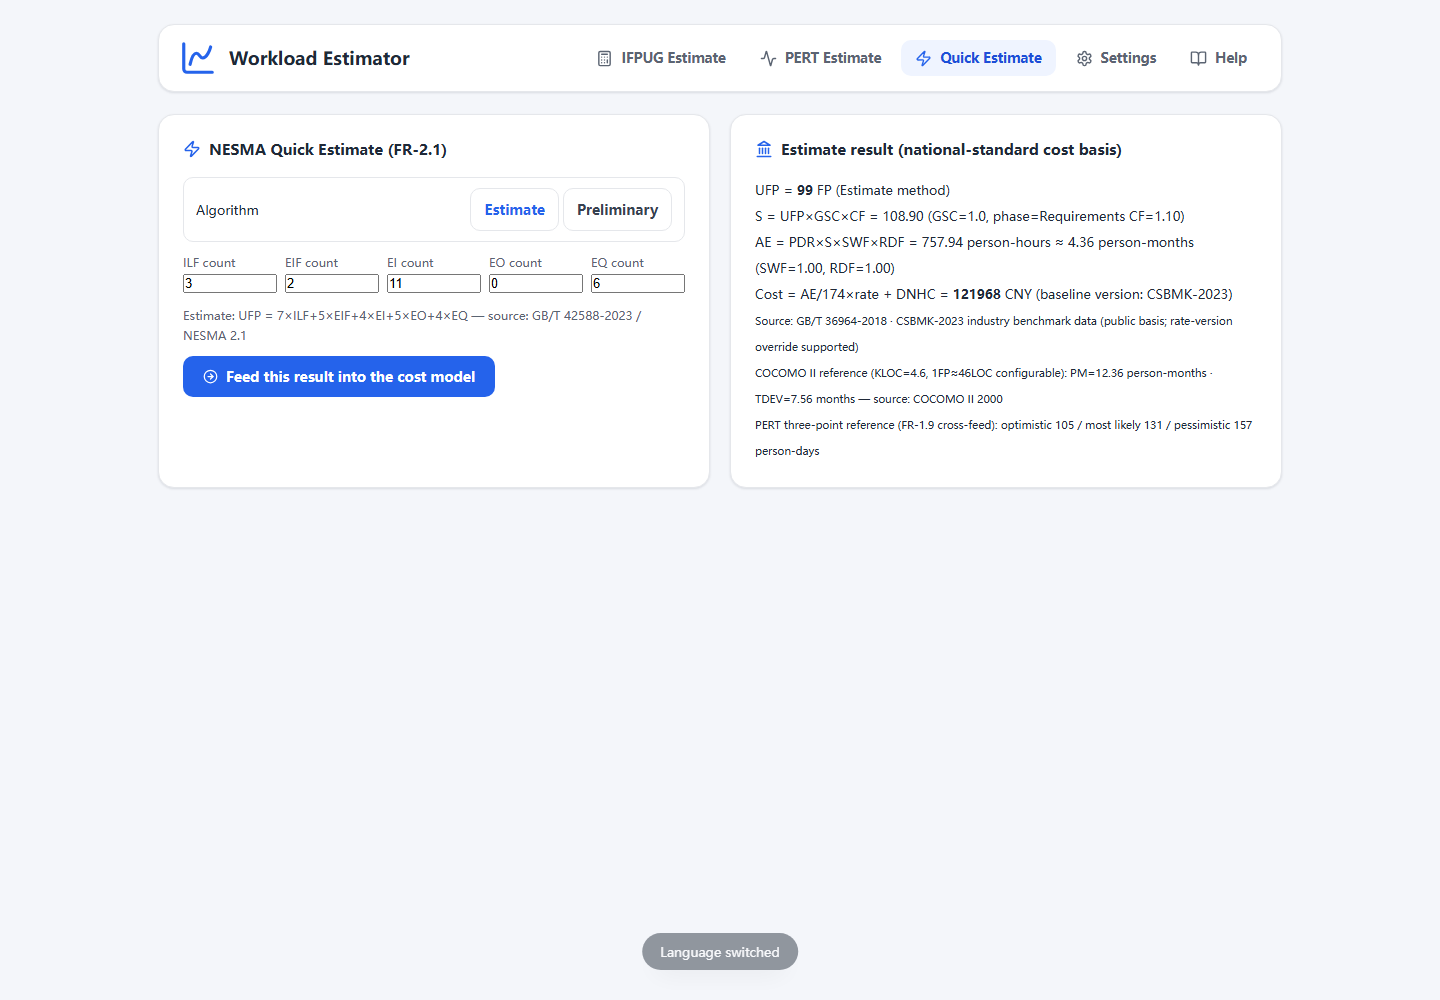 Workload Estimator
IFPUG Estimate
PERT Estimate
Quick Estimate
Settings
Help
NESMA Quick Estimate (FR-2.1)
Algorithm
Estimate
Preliminary
ILF count
EIF count
EI count
EO count
EQ count
3
2
11
0
6
Estimate: UFP = 7×ILF+5×EIF+4×EI+5×EO+4×EQ — source: GB/T 42588-2023 /
NESMA 2.1
Feed this result into the cost model
Estimate result (national-standard cost basis)
UFP = 99 FP (Estimate method)
S = UFP×GSC×CF = 108.90 (GSC=1.0, phase=Requirements CF=1.10)
AE = PDR×S×SWF×RDF = 757.94 person-hours ≈ 4.36 person-months
(SWF=1.00, RDF=1.00)
Cost = AE/174×rate + DNHC = 121968 CNY (baseline version: CSBMK-2023)
Source: GB/T 36964-2018 · CSBMK-2023 industry benchmark data (public basis; rate-version
override supported)
COCOMO II reference (KLOC=4.6, 1FP≈46LOC configurable): PM=12.36 person-months ·
TDEV=7.56 months — source: COCOMO II 2000
PERT three-point reference (FR-1.9 cross-feed): optimistic 105 / most likely 131 / pessimistic 157
person-days
Language switched